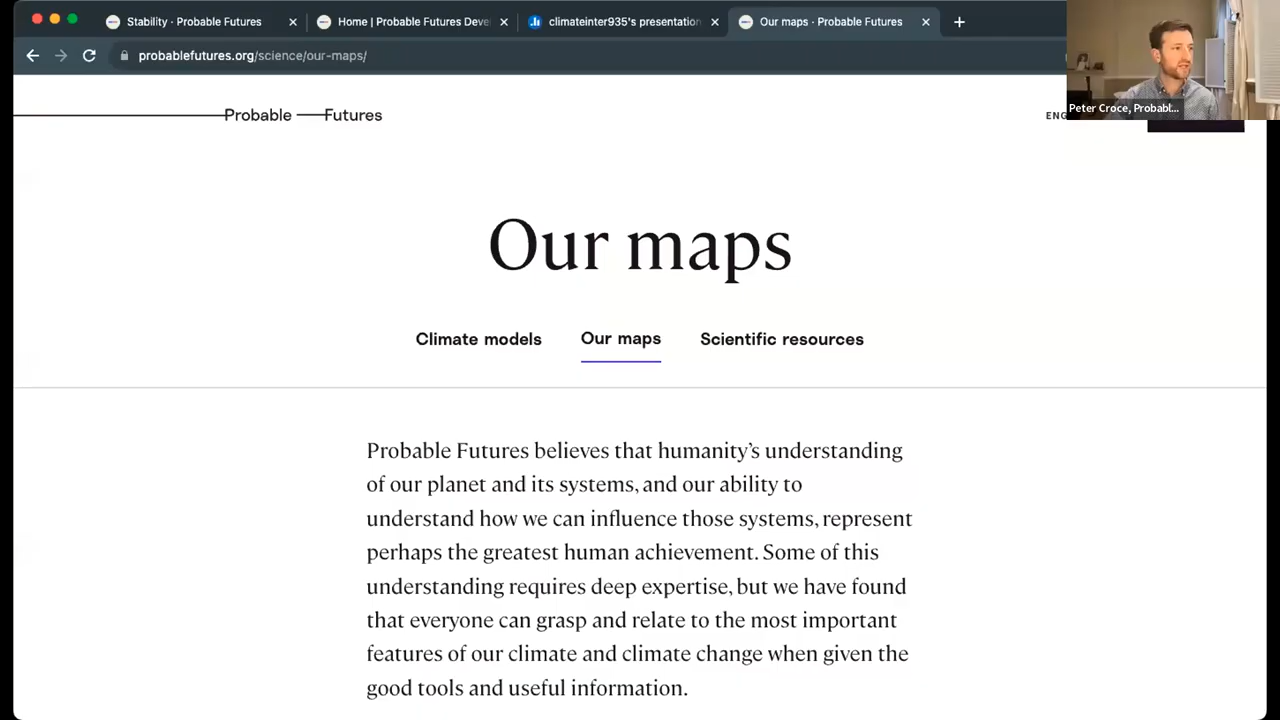 Stability · Probable Futures
Home | Probable Futures Deve
climateinter935's presentation
Our maps · Probable Futures
probablefutures.org/science/our-maps/
Peter Croce, Probabl...
Probable Futures
ENG
Our maps
Climate models Our maps Scientific resources
Probable Futures believes that humanity's understanding
of our planet and its systems, and our ability to
understand how we can influence those systems, represent
perhaps the greatest human achievement. Some of this
understanding requires deep expertise, but we have found
that everyone can grasp and relate to the most important
features of our climate and climate change when given the
good tools and useful information.